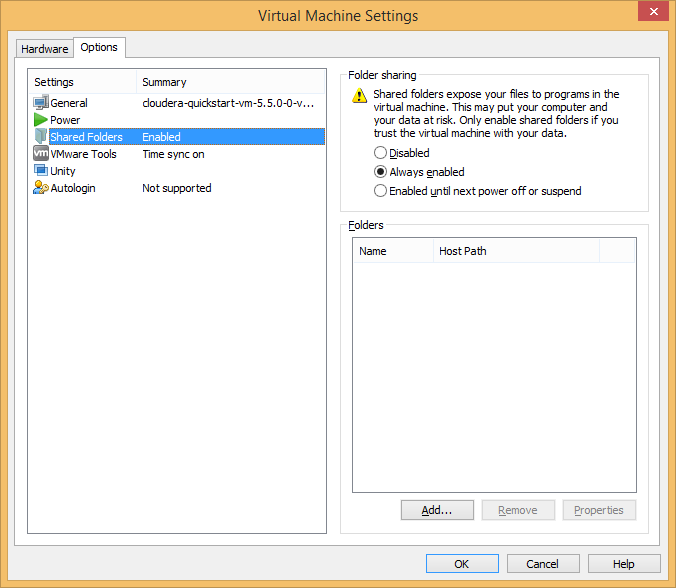 Virtual Machine Settings
Hardware
Options
Settings
Summary
General
cloudera-quickstart-vm-5.5.0-0-v...
Power
Shared Folders
Enabled
vm
VMware Tools
Time sync on
Unity
Autologin
Not supported
Folder sharing
Shared folders expose your files to programs in the
virtual machine. This may put your computer and
your data at risk. Only enable shared folders if you
trust the virtual machine with your data.
Disabled
Always enabled
Enabled until next power off or suspend
Folders
Name
Host Path
Add...
Remove
Properties
OK
Cancel
Help